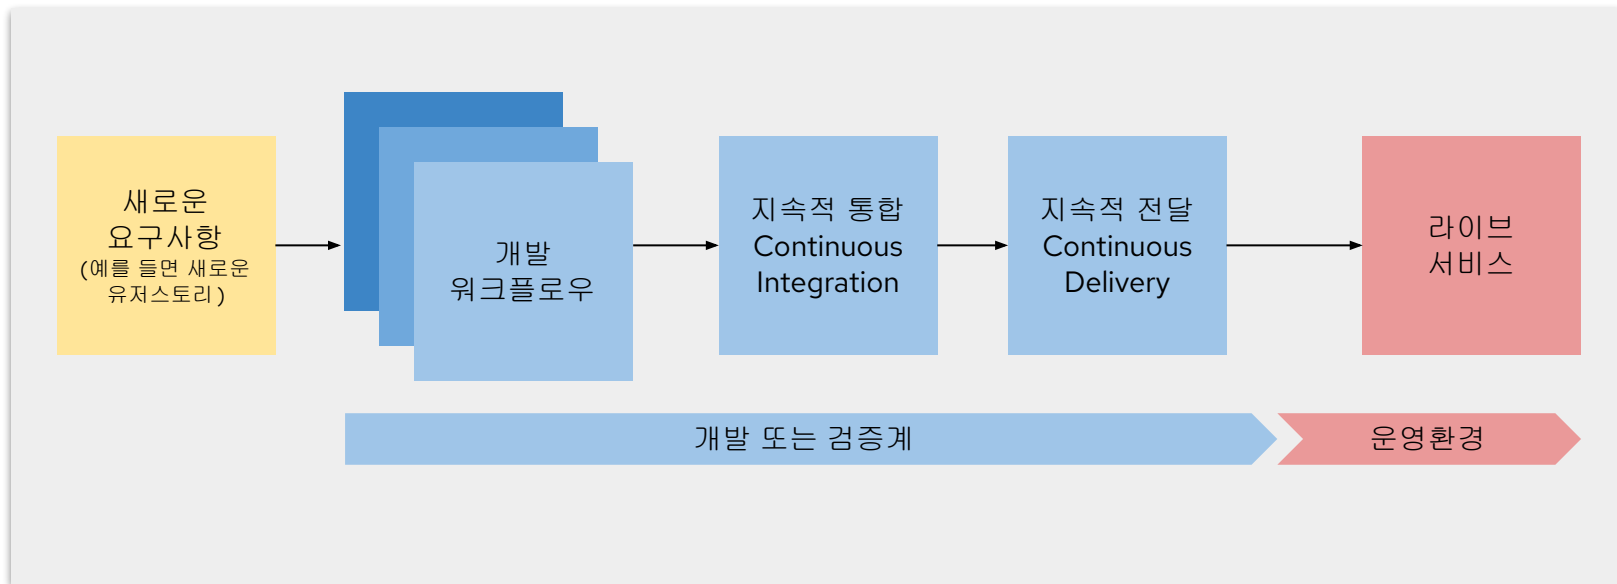 새로운
요구사항
(예를 들면 새로운
유저스토리)
개발
워크플로우
지속적 통합
Continuous
Integration
지속적 전달
Continuous
Delivery
라이브
서비스
개발 또는 검증계
운영환경